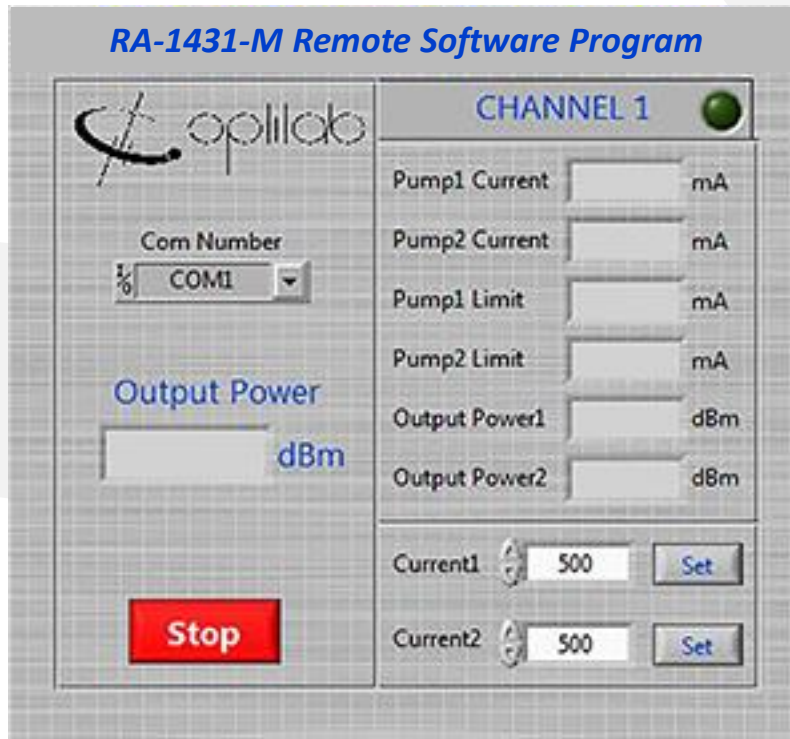 RA-1431-M Remote Software Program
optilab
Com Number
COM1
Output Power
dBm
Stop
CHANNEL 1
Pump1 Current mA
Pump2 Current mA
Pump1 Limit mA
Pump2 Limit mA
Output Power1 dBm
Output Power2 dBm
Current1 500 Set
Current2 500 Set